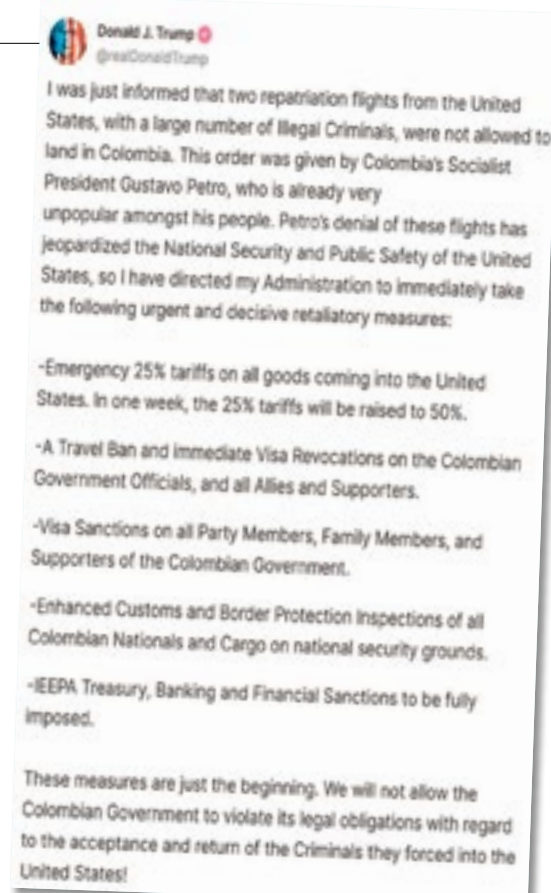 Donald J. Trump
@realDonaldTrump
I was just informed that two repatriation flights from the United
States, with a large number of Illegal Criminals, were not allowed to
land in Colombia. This order was given by Colombia's Socialist
President Gustavo Petro, who is already very
unpopular amongst his people. Petro's denial of these flights has
jeopardized the National Security and Public Safety of the United
States, so I have directed my Administration to immediately take
the following urgent and decisive retaliatory measures:
-Emergency 25% tariffs on all goods coming into the United
States. In one week, the 25% tariffs will be raised to 50%.
-A Travel Ban and immediate Visa Revocations on the Colombian
Government Officials, and all Allies and Supporters.
-Visa Sanctions on all Party Members, Family Members, and
Supporters of the Colombian Government.
-Enhanced Customs and Border Protection Inspections of all
Colombian Nationals and Cargo on national security grounds.
-IEEPA Treasury, Banking and Financial Sanctions to be fully
imposed.
These measures are just the beginning. We will not allow the
Colombian Government to violate its legal obligations with regard
to the acceptance and return of the Criminals they forced into the
United States!